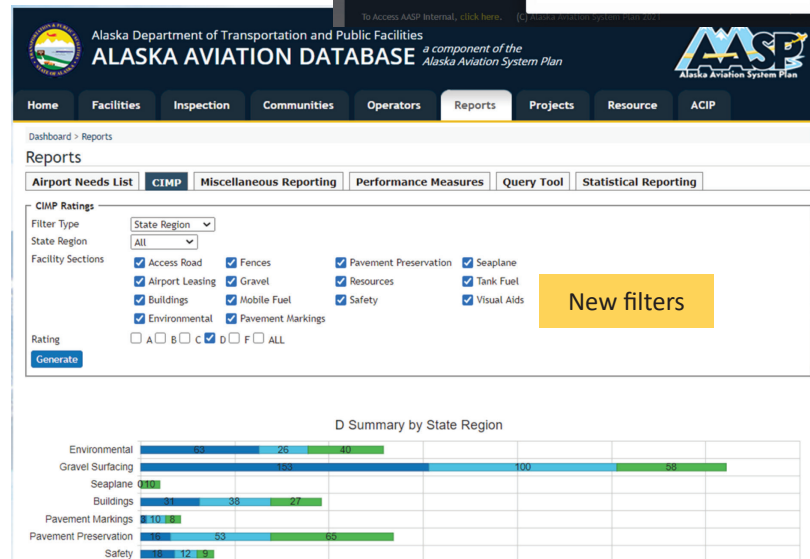 To Access AASP Internal, click here. (C) Alaska Aviation System Plan 2021
Alaska Department of Transportation and Public Facilities
ALASKA AVIATION DATABASE a component of the Alaska Aviation System Plan
AASP
Alaska Aviation System Plan
Home Facilities Inspection Communities Operators Reports Projects Resource ACIP
Dashboard > Reports
Reports
Airport Needs List CIMP Miscellaneous Reporting Performance Measures Query Tool Statistical Reporting
CIMP Ratings
Filter Type State Region
State Region All
Facility Sections Access Road Fences Pavement Preservation Seaplane
Airport Leasing Gravel Resources Tank Fuel
Buildings Mobile Fuel Safety Visual Aids
Environmental Pavement Markings
New filters
Rating A B C D F ALL
Generate
D Summary by State Region
Environmental 63 26 40
Gravel Surfacing 153 100 58
Seaplane 0 10
Buildings 31 38 27
Pavement Markings 3 10 8
Pavement Preservation 16 53 65
Safety 18 12 9